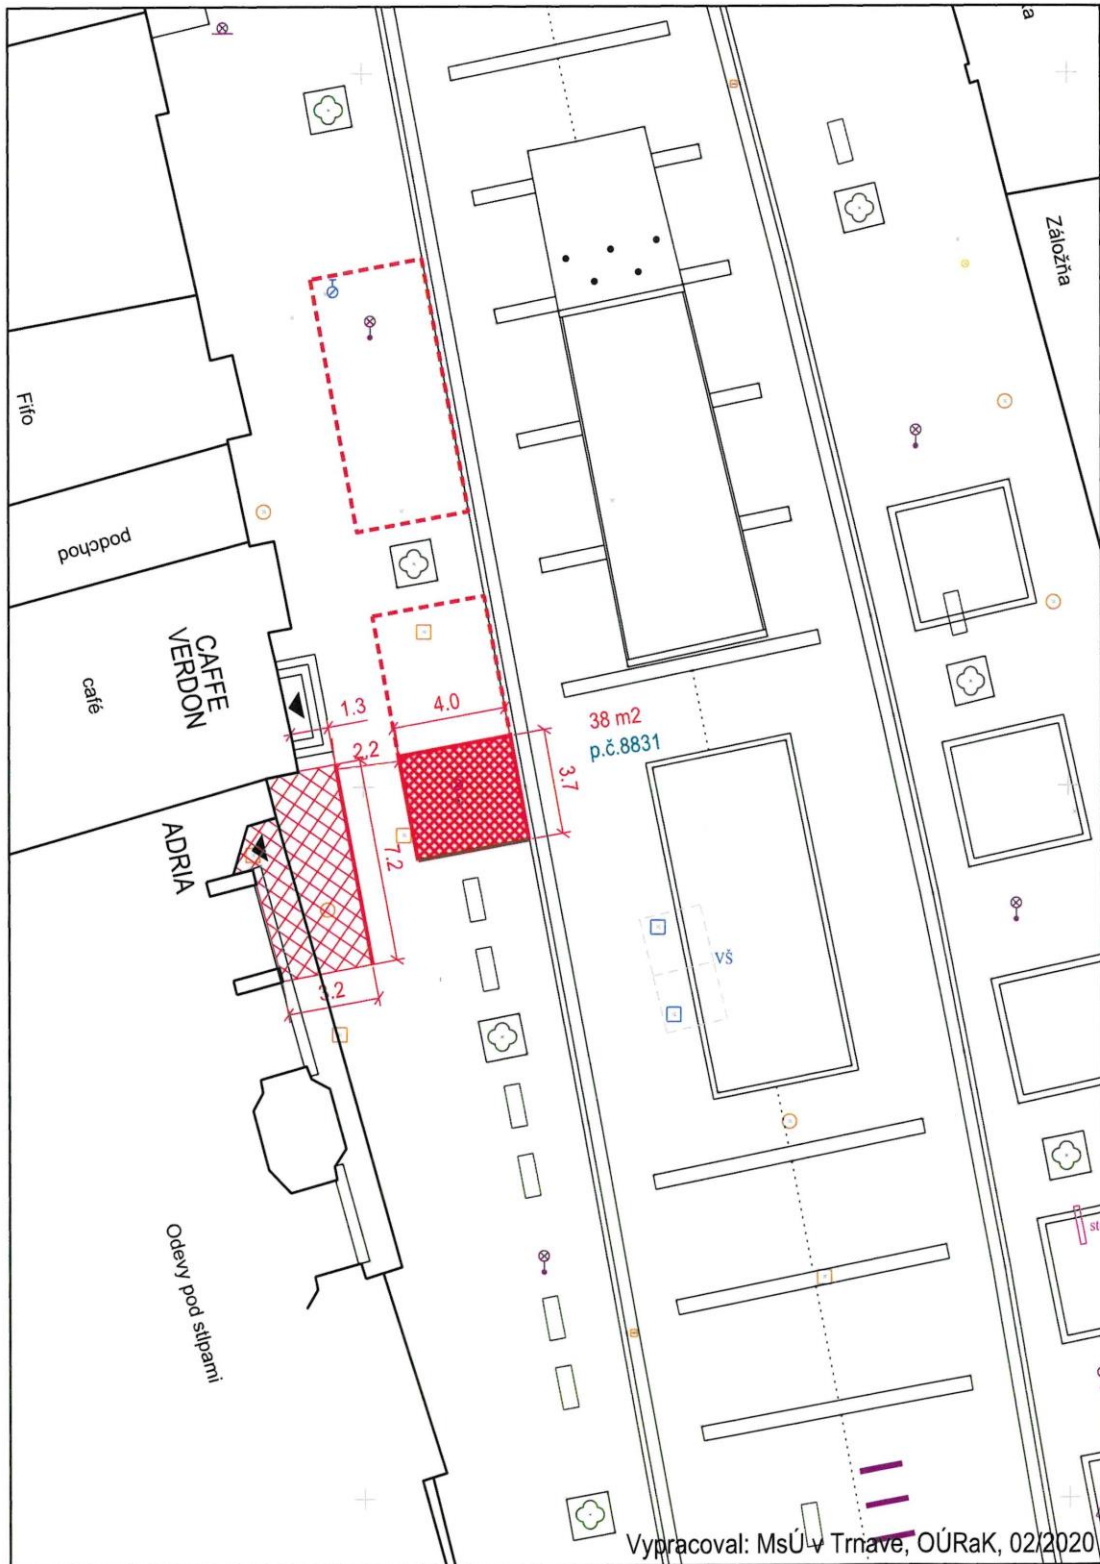 Záložňa
Fifo
podchod
CAFFE
VERDON
café
1.3
4.0
38 m2
p.č.8831
2.2
3.7
ADRIA
7.2
3.2
VŠ
Odevy pod stĺpami
Vypracoval: MsÚ v Trnave, OÚRaK, 02/2020